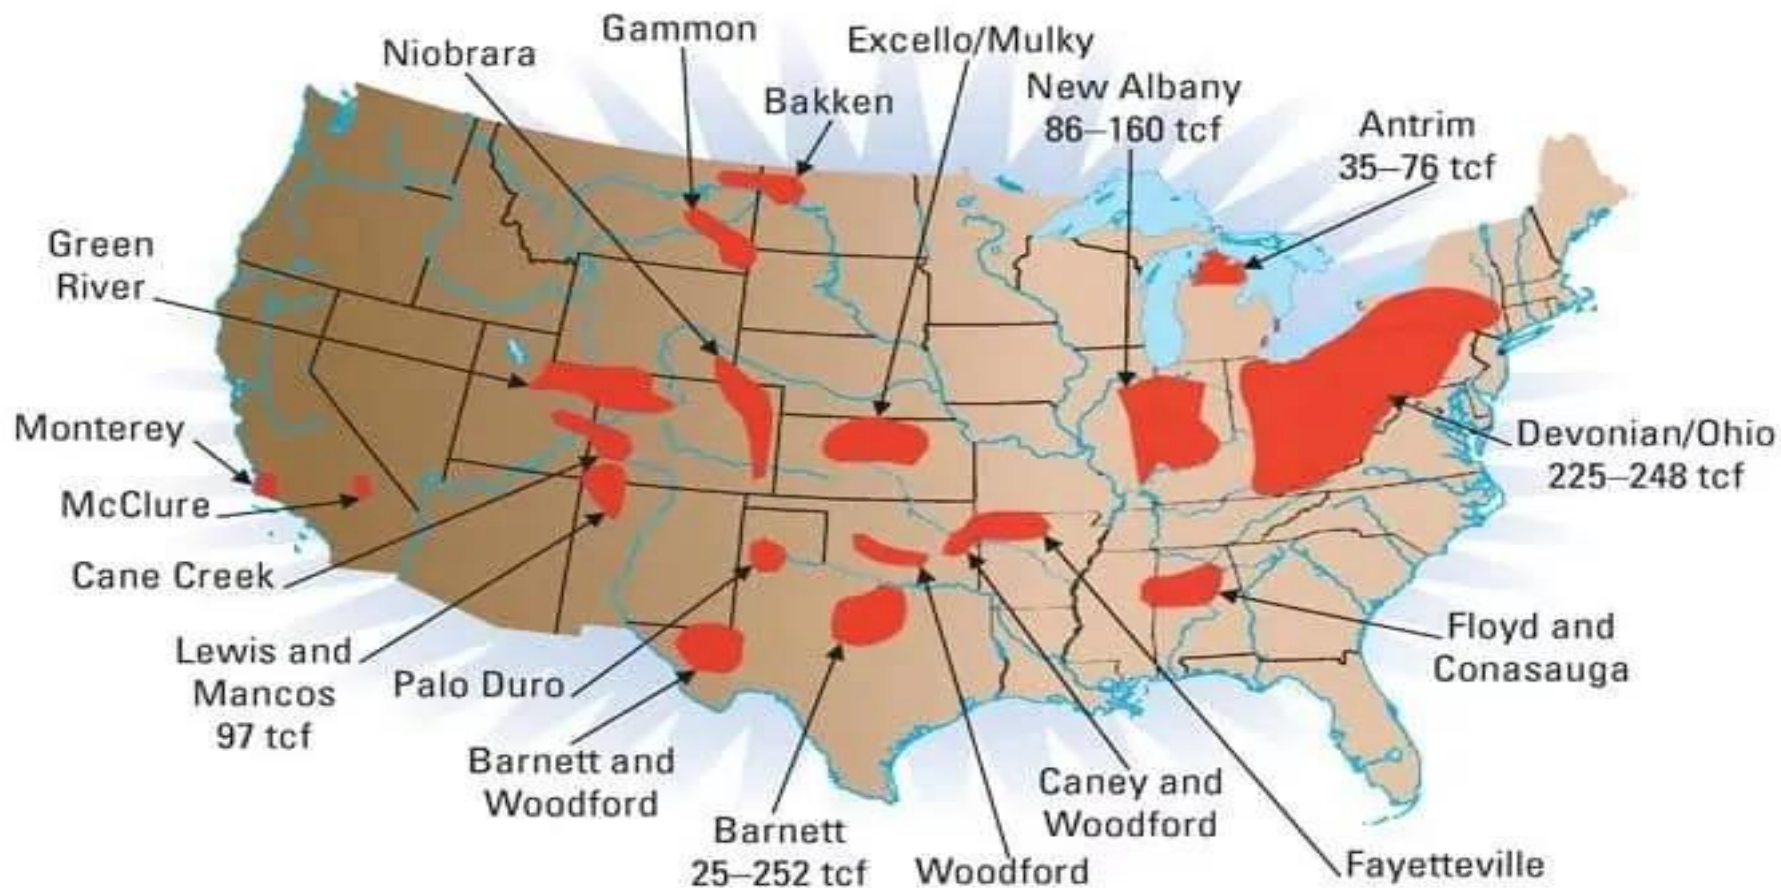 Gammon
Niobrara
Excello/Mulky
Bakken
New Albany
86–160 tcf
Antrim
35–76 tcf
Green
River
Monterey
McClure
Cane Creek
Devonian/Ohio
225–248 tcf
Lewis and
Mancos
97 tcf
Palo Duro
Barnett and
Woodford
Barnett
25–252 tcf
Woodford
Caney and
Woodford
Fayetteville
Floyd and
Conasauga